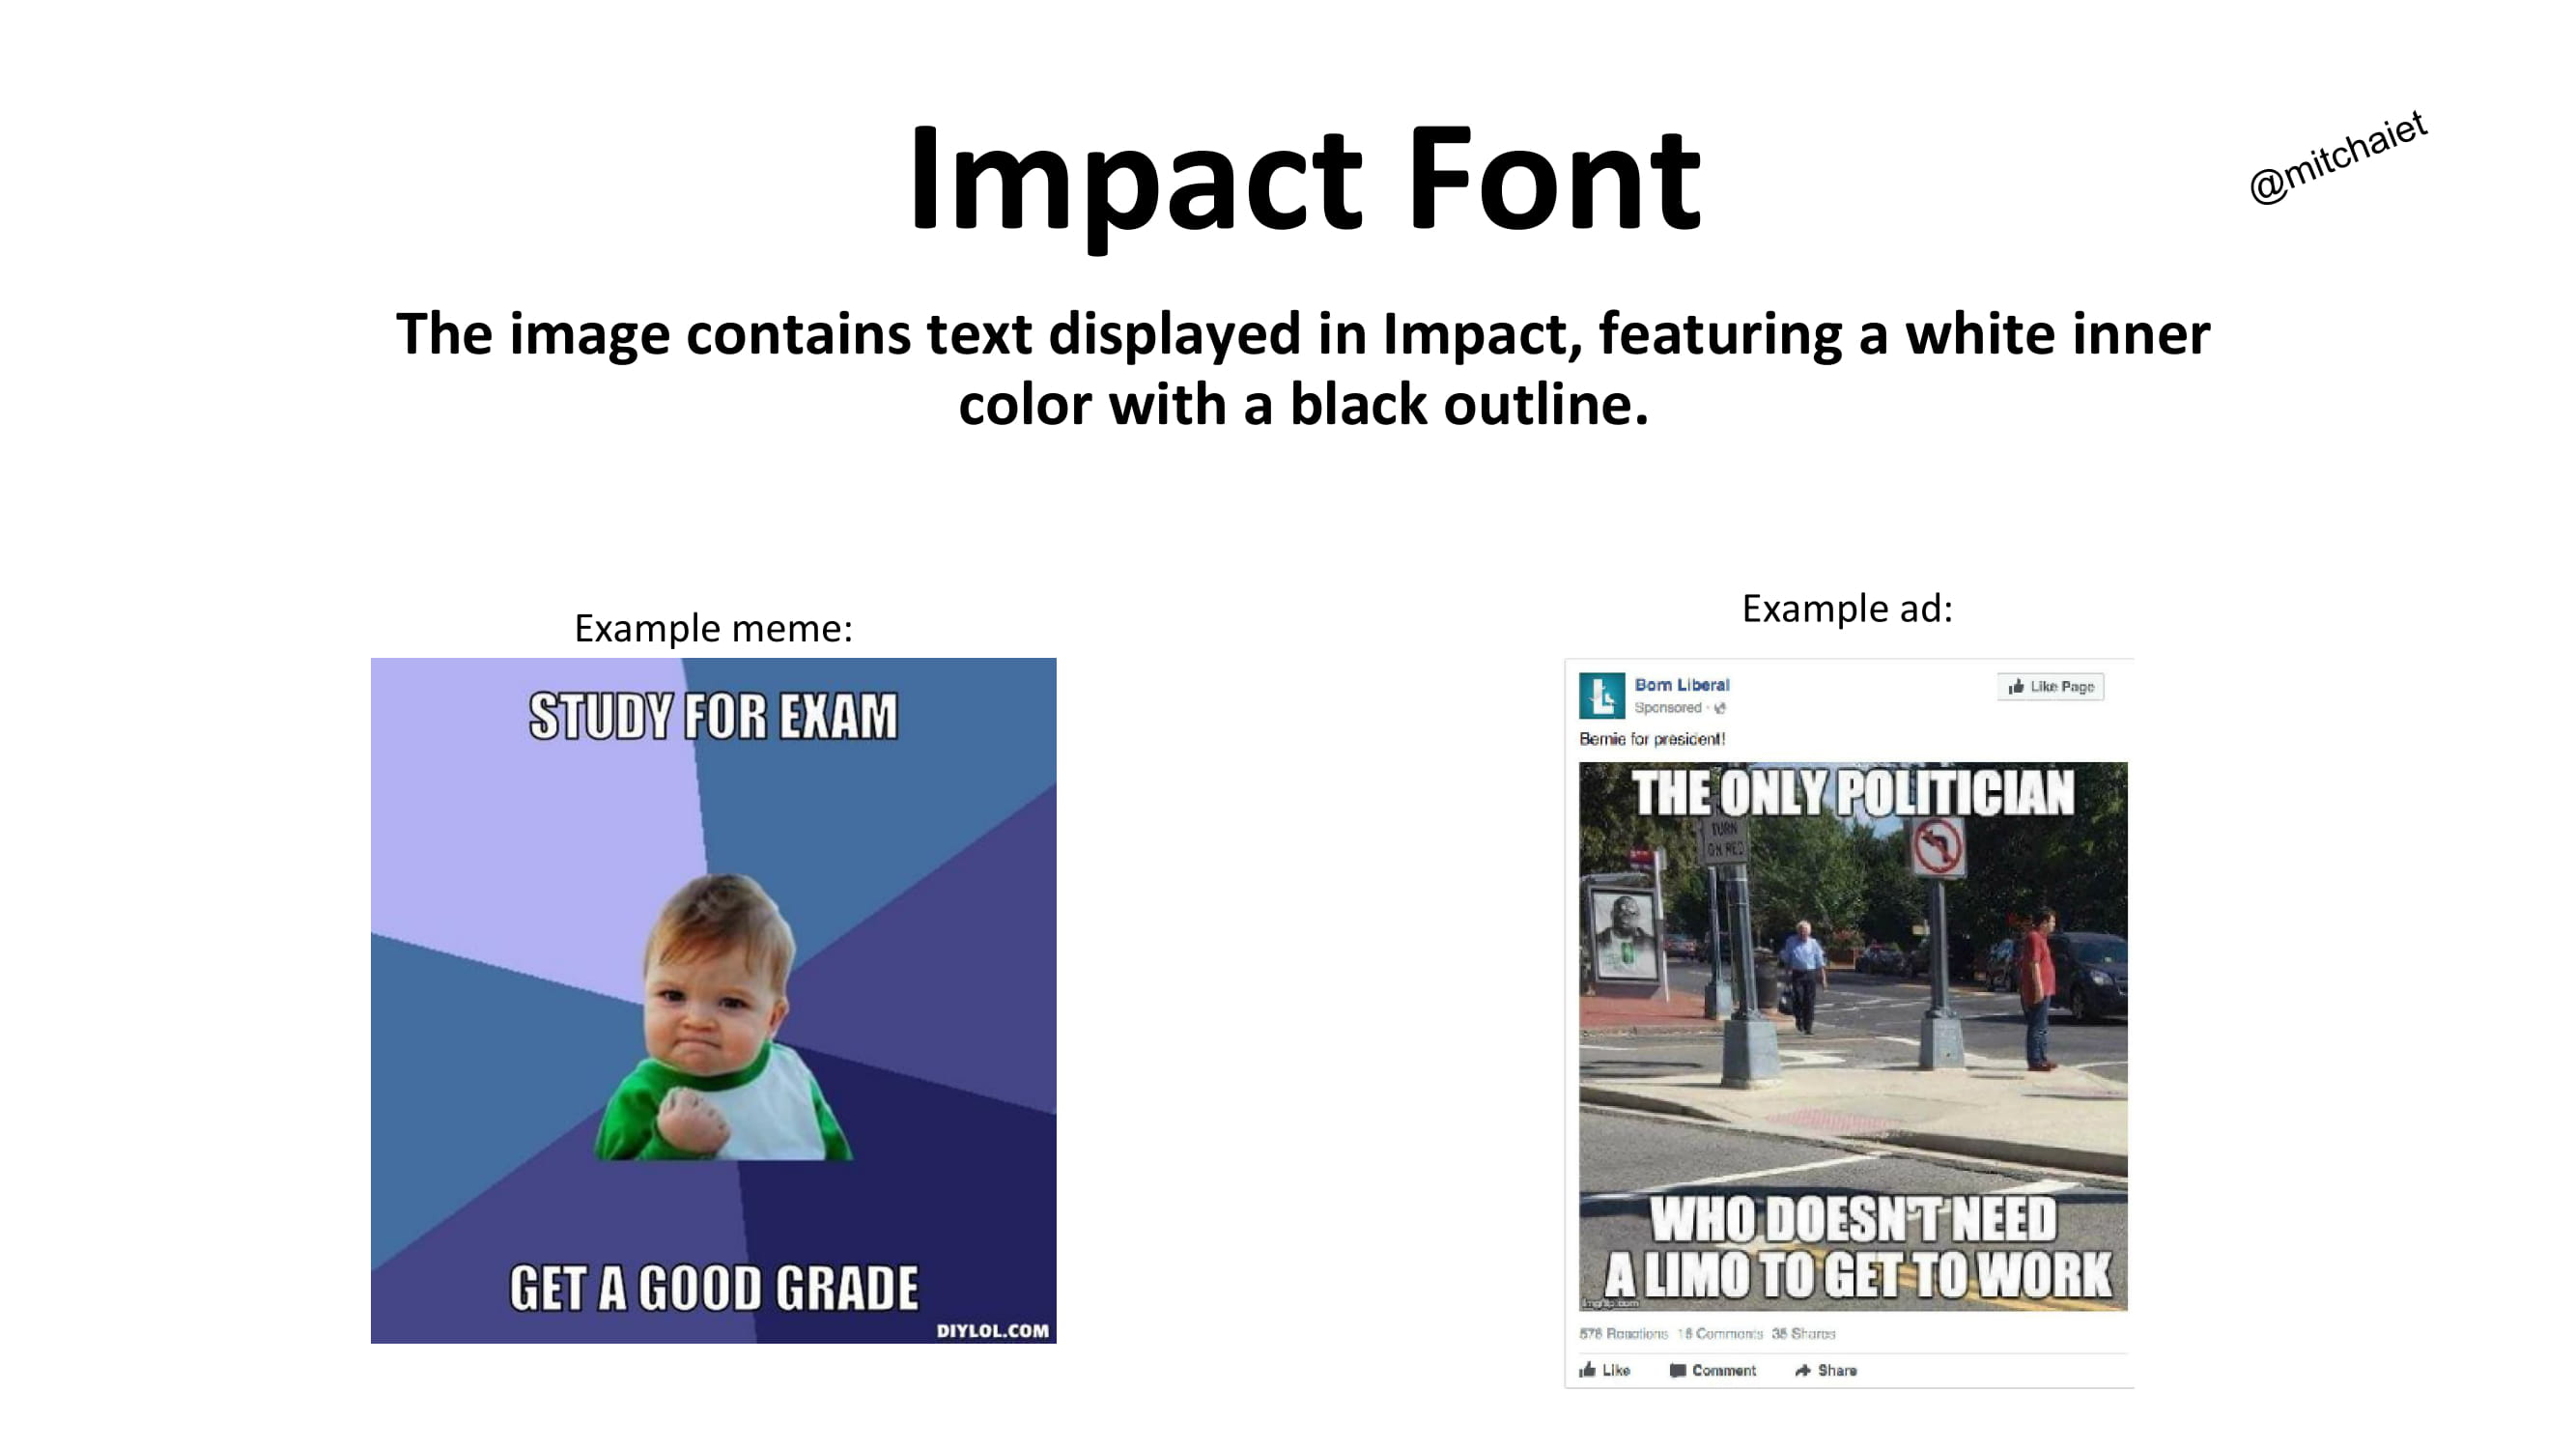 Impact Font
@mitchaiet
The image contains text displayed in Impact, featuring a white inner
color with a black outline.
Example meme:
STUDY FOR EXAM
GET A GOOD GRADE
DIYLOL.COM
Example ad:
Born Liberal
Sponsored ·
Like Page
Bernie for president!
THE ONLY POLITICIAN
TURN
ON RED
WHO DOESN'T NEED
A LIMO TO GET TO WORK
imgflip.com
Reactions Comments Shares
Like Comment Share